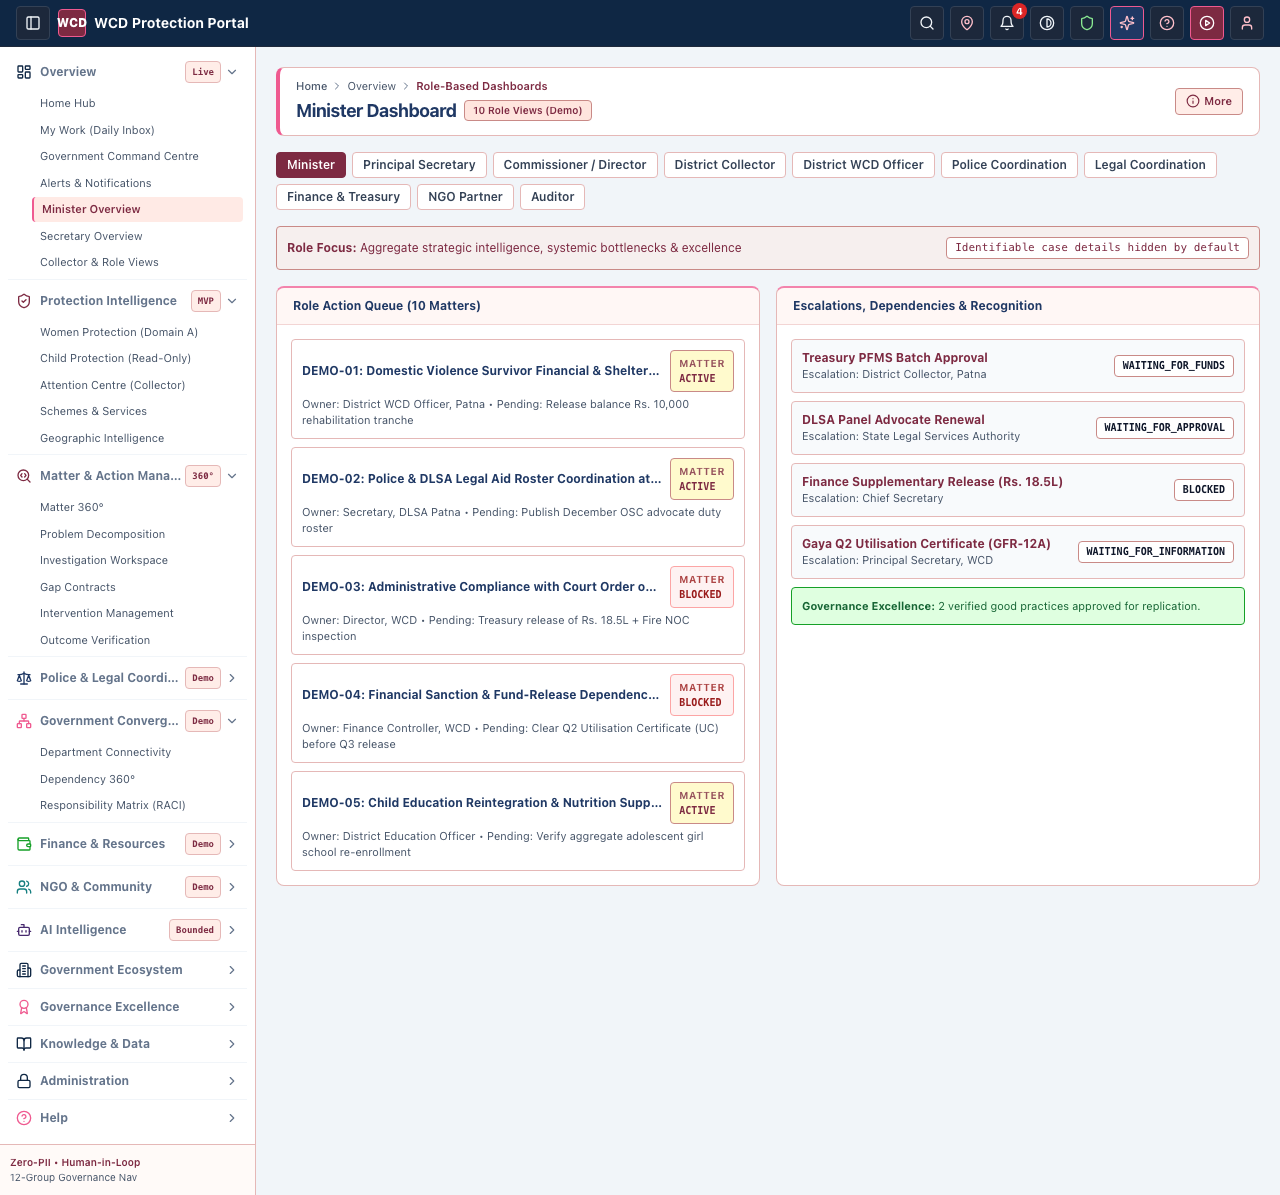 WCD WCD Protection Portal
4
Overview Live
Home Hub
My Work (Daily Inbox)
Government Command Centre
Alerts & Notifications
Minister Overview
Secretary Overview
Collector & Role Views
Protection Intelligence MVP
Women Protection (Domain A)
Child Protection (Read-Only)
Attention Centre (Collector)
Schemes & Services
Geographic Intelligence
Matter & Action Mana... 360°
Matter 360°
Problem Decomposition
Investigation Workspace
Gap Contracts
Intervention Management
Outcome Verification
Police & Legal Coordi... Demo
Government Converg... Demo
Department Connectivity
Dependency 360°
Responsibility Matrix (RACI)
Finance & Resources Demo
NGO & Community Demo
AI Intelligence Bounded
Government Ecosystem
Governance Excellence
Knowledge & Data
Administration
Help
Zero-PII • Human-in-Loop
12-Group Governance Nav
Home > Overview > Role-Based Dashboards
Minister Dashboard 10 Role Views (Demo)
More
Minister Principal Secretary Commissioner / Director District Collector District WCD Officer Police Coordination Legal Coordination
Finance & Treasury NGO Partner Auditor
Role Focus: Aggregate strategic intelligence, systemic bottlenecks & excellence
Identifiable case details hidden by default
Role Action Queue (10 Matters)
DEMO-01: Domestic Violence Survivor Financial & Shelter...
MATTER
ACTIVE
Owner: District WCD Officer, Patna • Pending: Release balance Rs. 10,000
rehabilitation tranche
DEMO-02: Police & DLSA Legal Aid Roster Coordination at...
MATTER
ACTIVE
Owner: Secretary, DLSA Patna • Pending: Publish December OSC advocate duty
roster
DEMO-03: Administrative Compliance with Court Order o...
MATTER
BLOCKED
Owner: Director, WCD • Pending: Treasury release of Rs. 18.5L + Fire NOC
inspection
DEMO-04: Financial Sanction & Fund-Release Dependenc...
MATTER
BLOCKED
Owner: Finance Controller, WCD • Pending: Clear Q2 Utilisation Certificate (UC)
before Q3 release
DEMO-05: Child Education Reintegration & Nutrition Supp...
MATTER
ACTIVE
Owner: District Education Officer • Pending: Verify aggregate adolescent girl
school re-enrollment
Escalations, Dependencies & Recognition
Treasury PFMS Batch Approval
Escalation: District Collector, Patna
WAITING_FOR_FUNDS
DLSA Panel Advocate Renewal
Escalation: State Legal Services Authority
WAITING_FOR_APPROVAL
Finance Supplementary Release (Rs. 18.5L)
Escalation: Chief Secretary
BLOCKED
Gaya Q2 Utilisation Certificate (GFR-12A)
Escalation: Principal Secretary, WCD
WAITING_FOR_INFORMATION
Governance Excellence: 2 verified good practices approved for replication.